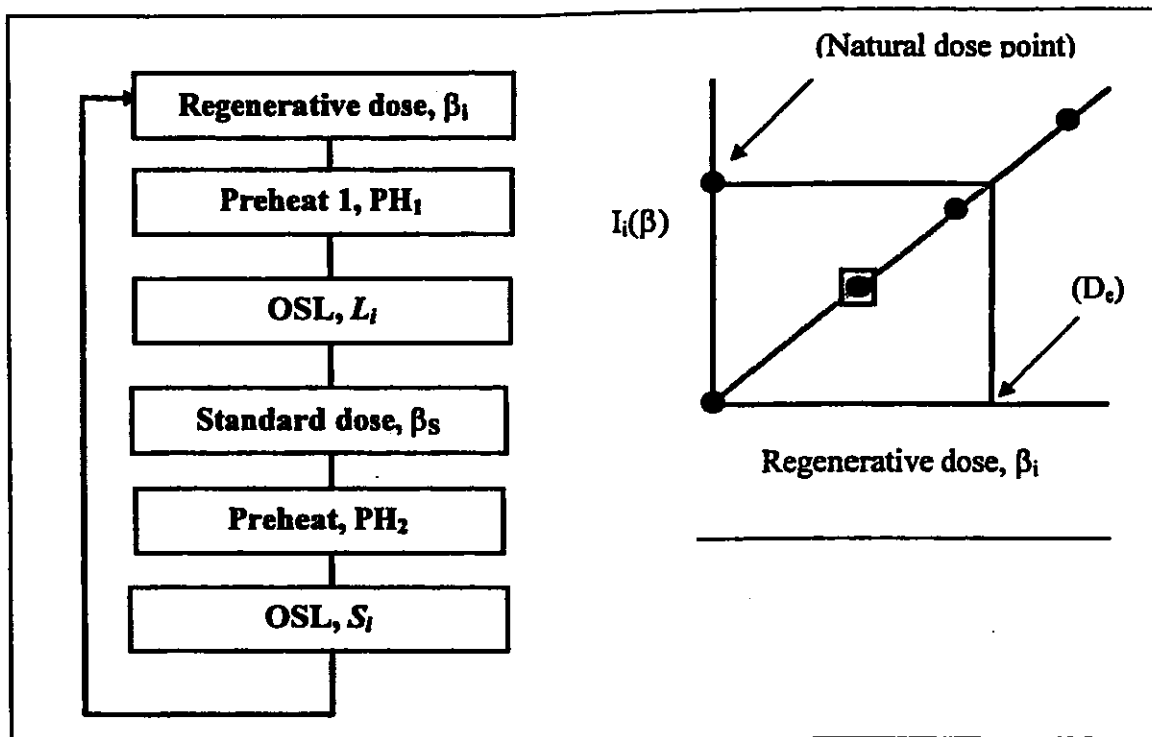 Regenerative dose, βi
Preheat 1, PH1
OSL, Li
Standard dose, βS
Preheat, PH2
OSL, Si
(Natural dose point)
Ii(β)
(De)
Regenerative dose, βi